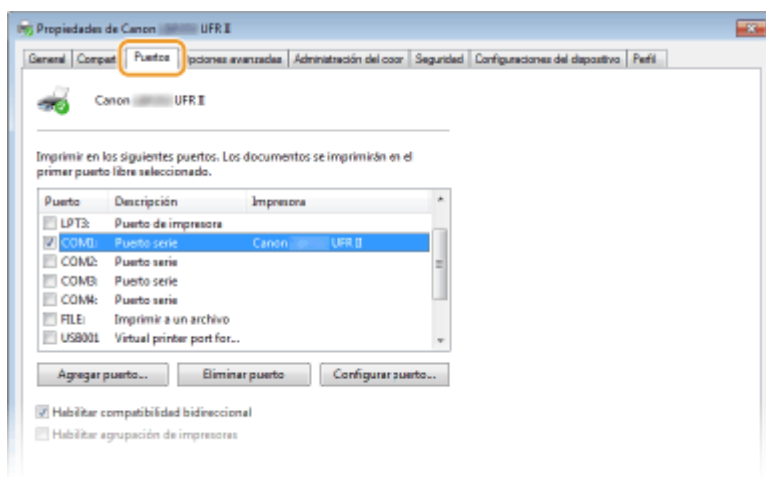 Propiedades de Canon UFR II
General Compart Puertos pciones avanzadas Administración del coor Seguridad Configuraciones del dispositivo Perfil
Canon UFR II
Imprimir en los siguientes puertos. Los documentos se imprimirán en el
primer puerto libre seleccionado.
Puerto Descripción Impresora
LPT3: Puerto de impresora
COM1: Puerto serie Canon UFR II
COM2: Puerto serie
COM3: Puerto serie
COM4: Puerto serie
FILE: Imprimir a un archivo
USB001 Virtual printer port for...
Agregar puerto... Eliminar puerto Configurar puerto...
Habilitar compatibilidad bidireccional
Habilitar agrupación de impresoras